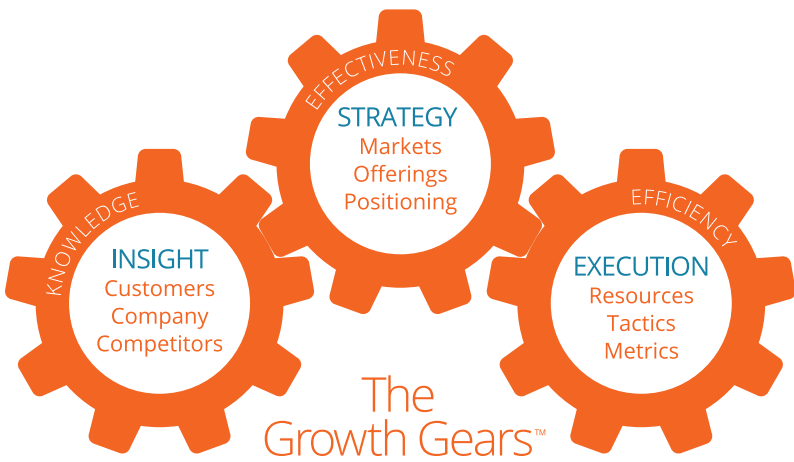 EFFECTIVENESS
STRATEGY
Markets
Offerings
Positioning
KNOWLEDGE
INSIGHT
Customers
Company
Competitors
EFFICIENCY
EXECUTION
Resources
Tactics
Metrics
The
Growth Gears™